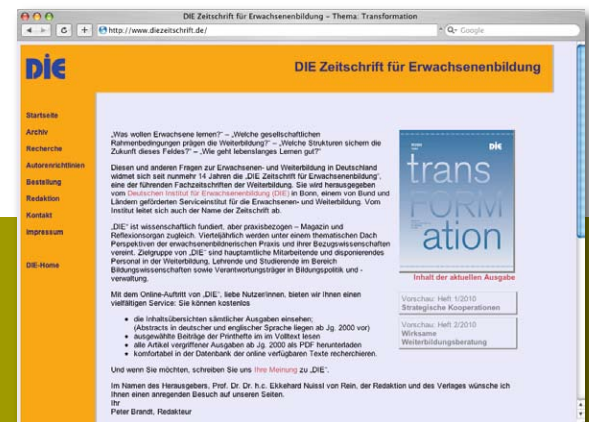 DIE Zeitschrift für Erwachsenenbildung – Thema: Transformation
http://www.diezeitschrift.de/
Google
DIE
DIE Zeitschrift für Erwachsenenbildung
Startseite
Archiv
Recherche
Autorenrichtlinien
Bestellung
Redaktion
Kontakt
Impressum
DIE-Home
„Was wollen Erwachsene lernen?“ – „Welche gesellschaftlichen
Rahmenbedingungen prägen die Weiterbildung?“ – „Welche Strukturen sichern die
Zukunft dieses Feldes?“ – „Wie geht lebenslanges Lernen gut?“
Diesen und anderen Fragen zur Erwachsenen- und Weiterbildung in Deutschland
widmet sich seit nunmehr 14 Jahren die „DIE Zeitschrift für Erwachsenenbildung“,
eine der führenden Fachzeitschriften der Weiterbildung. Sie wird herausgegeben
vom Deutschen Institut für Erwachsenenbildung (DIE) in Bonn, einem von Bund und
Ländern geförderten Serviceinstitut für die Erwachsenen- und Weiterbildung. Vom
Institut leitet sich auch der Name der Zeitschrift ab.
„DIE“ ist wissenschaftlich fundiert, aber praxisbezogen – Magazin und
Reflexionsorgan zugleich. Vierteljährlich werden unter einem thematischen Dach
Perspektiven der erwachsenenbildnerischen Praxis und ihrer Bezugswissenschaften
vereint. Zielgruppe von „DIE“ sind hauptamtliche Mitarbeitende und disponierendes
Personal in der Weiterbildung, Lehrende und Studierende im Bereich
Bildungswissenschaften sowie Verantwortungsträger in Bildungspolitik und -
verwaltung.
Mit dem Online-Auftritt von „DIE“, liebe NutzerInnen, bieten wir Ihnen einen
vielfältigen Service: Sie können kostenlos
• die Inhaltsübersichten sämtlicher Ausgaben einsehen;
(Abstracts in deutscher und englischer Sprache liegen ab Jg. 2000 vor)
• ausgewählte Beiträge der Printhefte im im Volltext lesen
• alle Artikel vergriffener Ausgaben ab Jg. 2000 als PDF herunterladen
• komfortabel in der Datenbank der online verfügbaren Texte recherchieren.
Und wenn Sie möchten, schreiben Sie uns Ihre Meinung zu „DIE“.
Im Namen des Herausgebers, Prof. Dr. Dr. h.c. Ekkehard Nuissl von Rein, der Redaktion und des Verlages wünsche ich
Ihnen einen anregenden Besuch auf unseren Seiten.
Ihr
Peter Brandt, Redakteur
DIE
trans
FORM
ation
Inhalt der aktuellen Ausgabe
Vorschau: Heft 1/2010
Strategische Kooperationen
Vorschau: Heft 2/2010
Wirksame
Weiterbildungsberatung